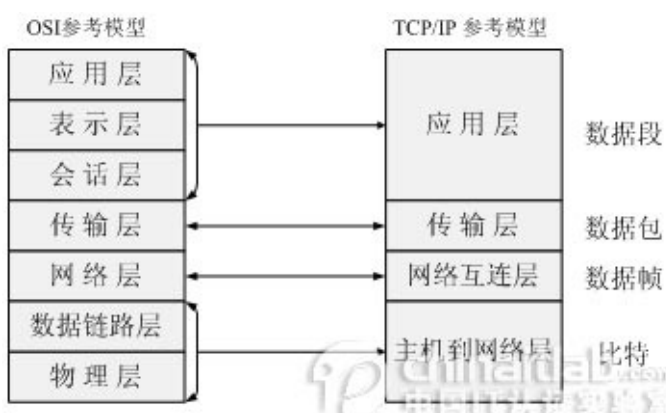 OSI参考模型
TCP/IP 参考模型
应用层
表示层
会话层
应用层
数据段
传输层
传输层
数据包
网络层
网络互连层
数据帧
数据链路层
物理层
主机到网络层
比特